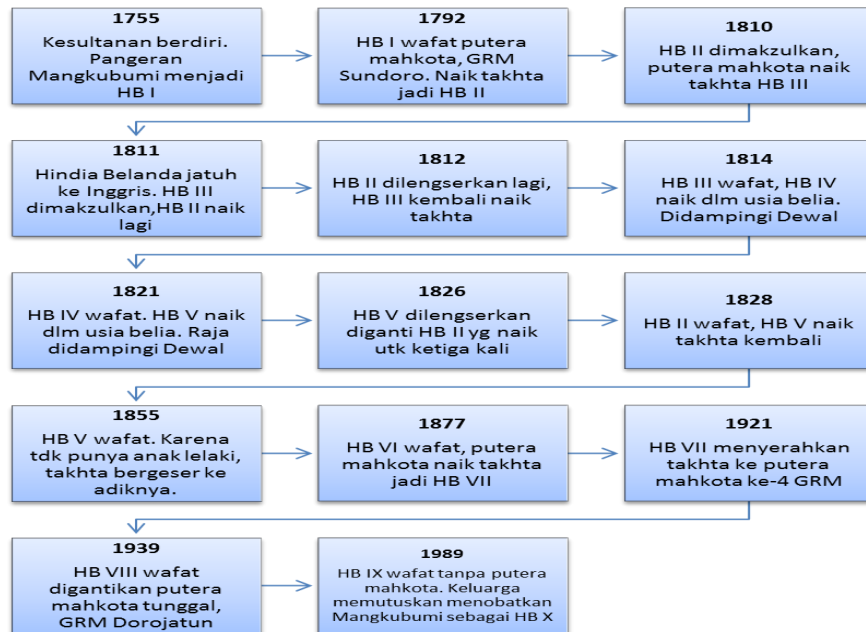 1755
Kesultanan berdiri.
Pangeran
Mangkubumi menjadi
HB I
1792
HB I wafat putera
mahkota, GRM
Sundoro. Naik takhta
jadi HB II
1810
HB II dimakzulkan,
putera mahkota naik
takhta HB III
1811
Hindia Belanda jatuh
ke Inggris. HB III
dimakzulkan,HB II naik
lagi
1812
HB II dilengserkan lagi,
HB III kembali naik
takhta
1814
HB III wafat, HB IV
naik dlm usia belia.
Didampingi Dewal
1821
HB IV wafat. HB V naik
dlm usia belia. Raja
didampingi Dewal
1826
HB V dilengserkan
diganti HB II yg naik
utk ketiga kali
1828
HB II wafat, HB V naik
takhta kembali
1855
HB V wafat. Karena
tdk punya anak lelaki,
takhta bergeser ke
adiknya.
1877
HB VI wafat, putera
mahkota naik takhta
jadi HB VII
1921
HB VII menyerahkan
takhta ke putera
mahkota ke-4 GRM
1939
HB VIII wafat
digantikan putera
mahkota tunggal,
GRM Dorojatun
1989
HB IX wafat tanpa putera
mahkota. Keluarga
memutuskan menobatkan
Mangkubumi sebagai HB X